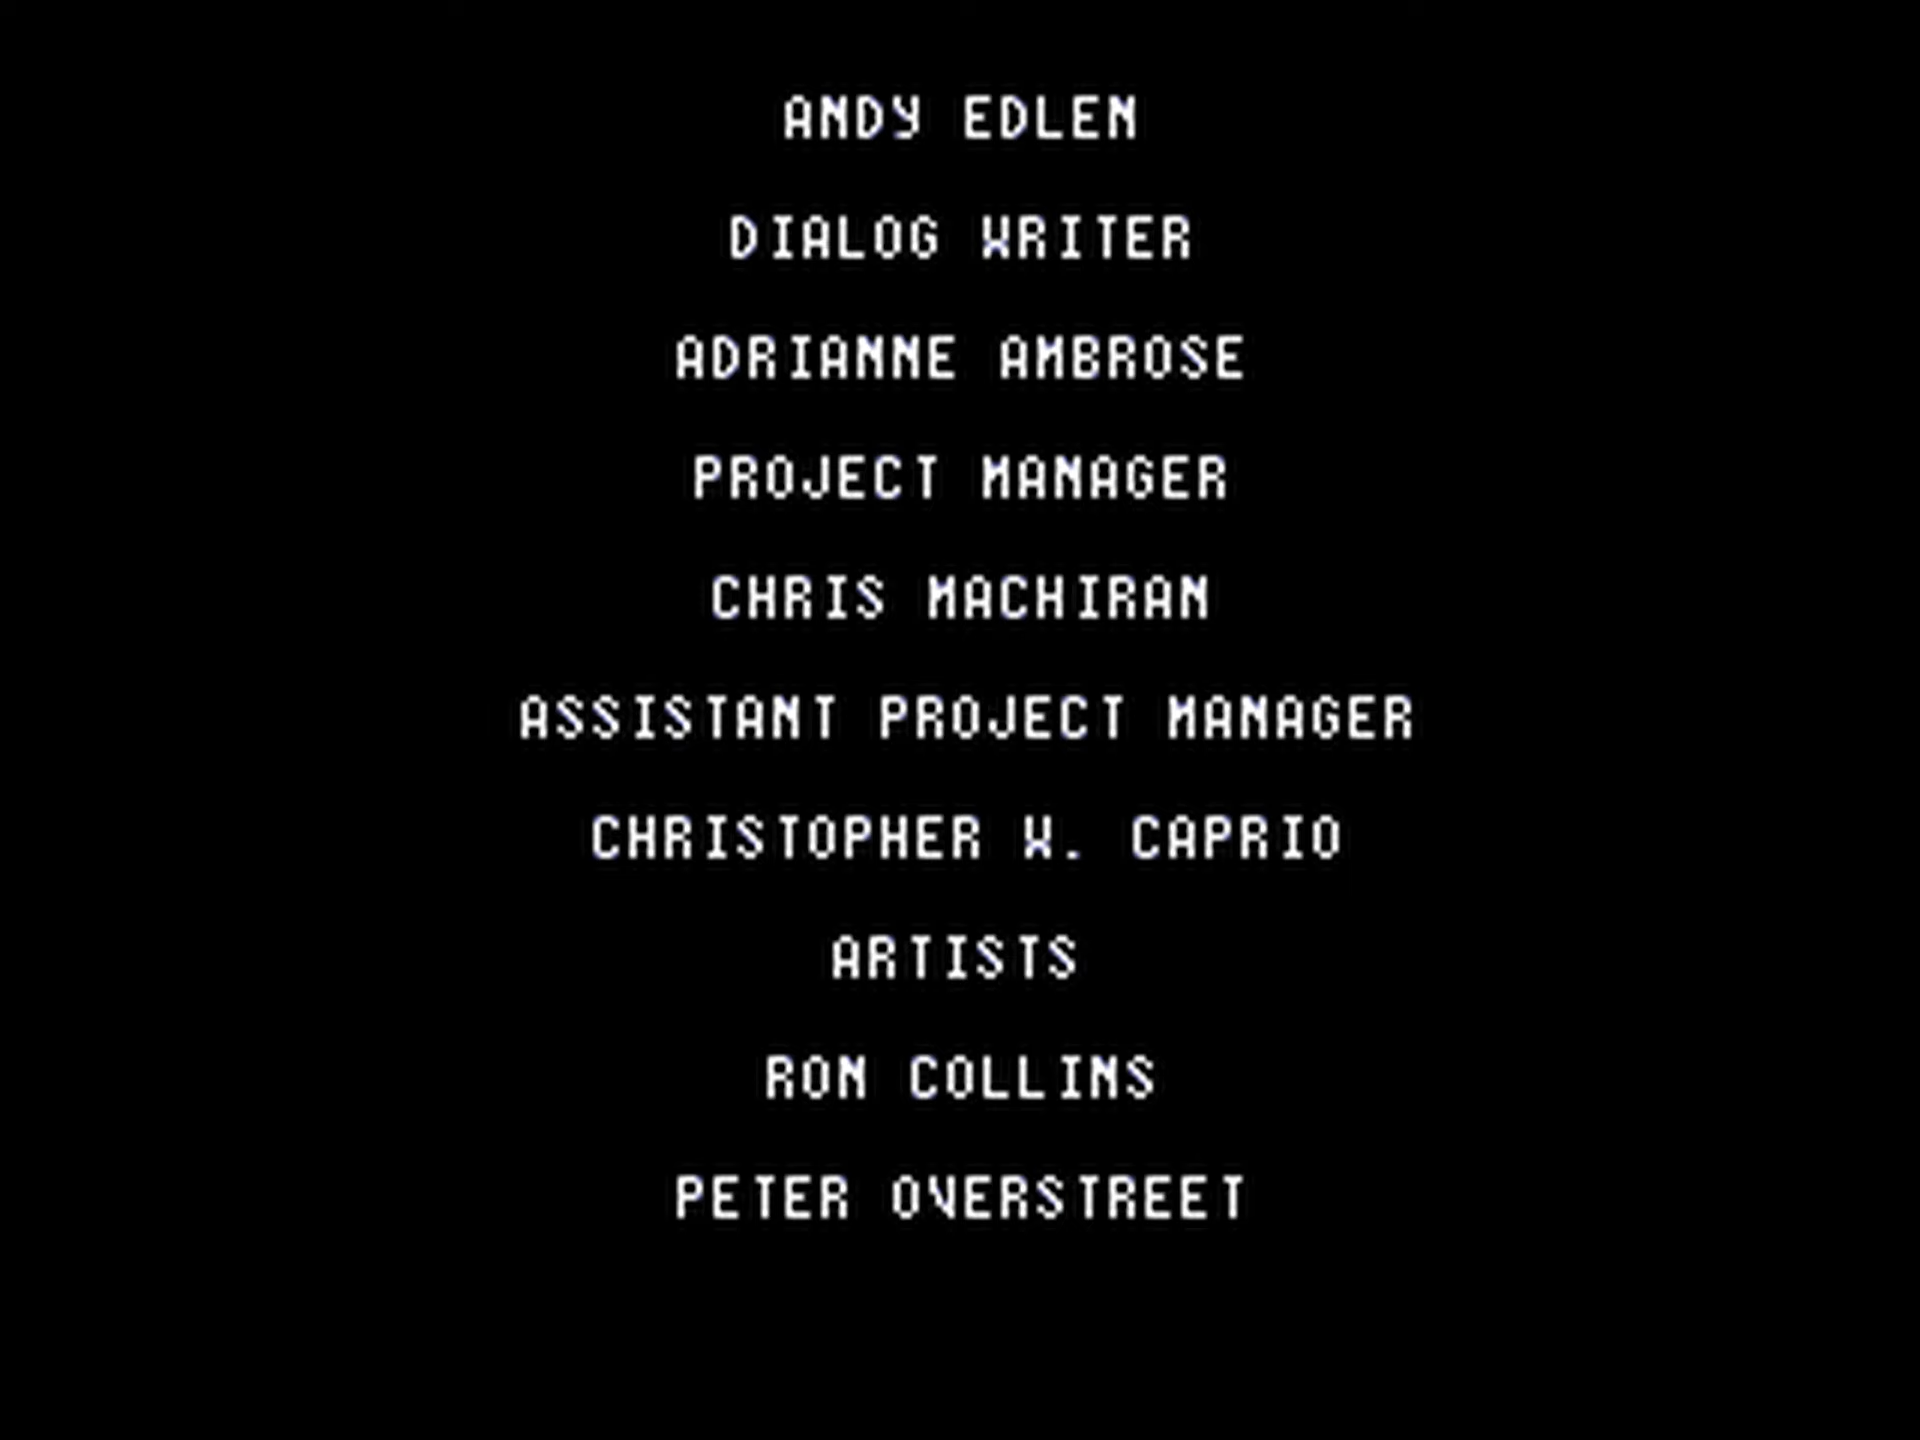 ANDY EDLEN
DIALOG WRITER
ADRIANNE AMBROSE
PROJECT MANAGER
CHRIS MACHIRAN
ASSISTANT PROJECT MANAGER
CHRISTOPHER W. CAPRIO
ARTISTS
RON COLLINS
PETER OVERSTREET